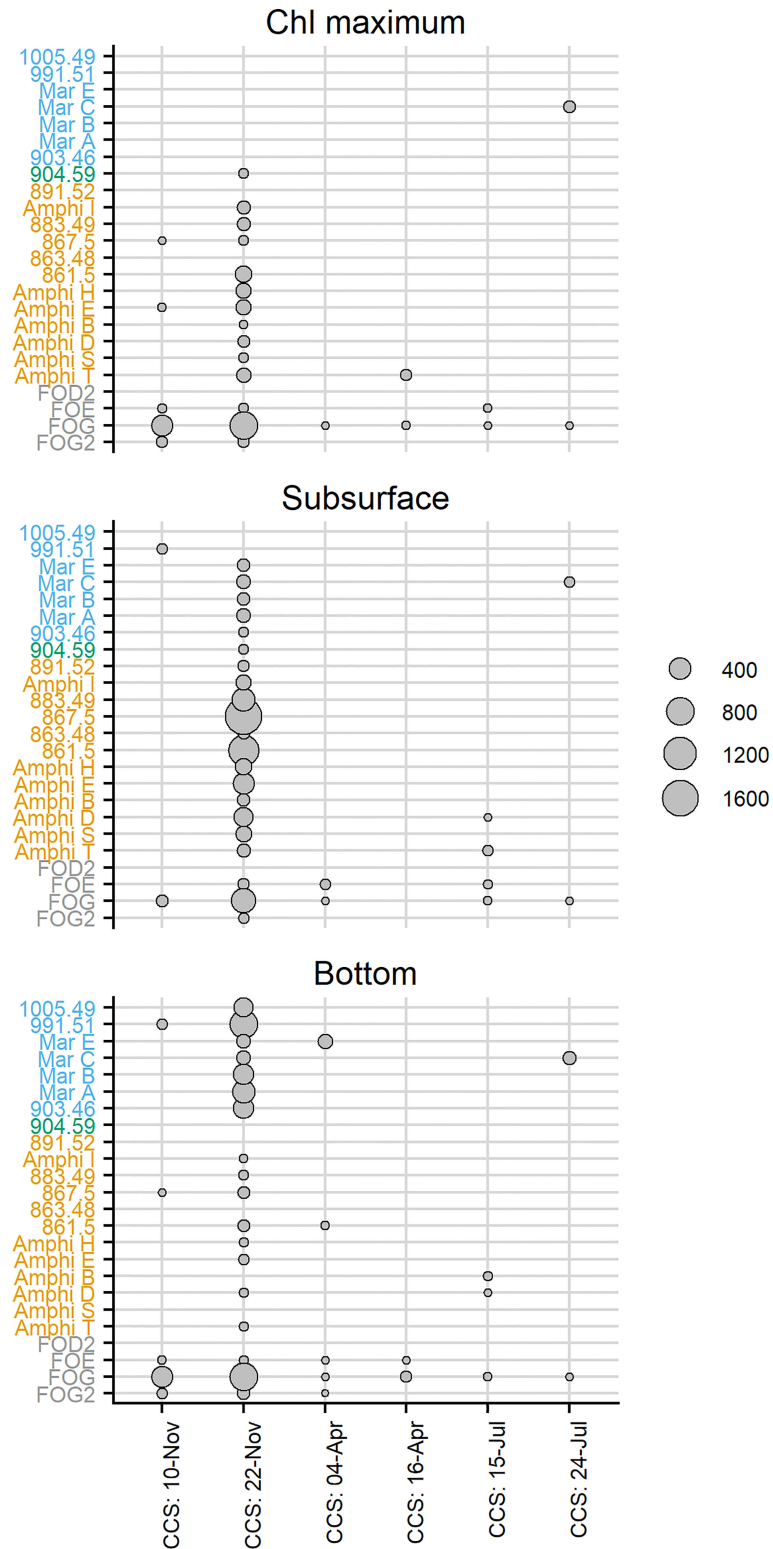 Chl maximum
1005.49
991.51
Mar E
Mar C
Mar B
Mar A
903.46
904.59
891.52
Amphi I
883.49
867.5
863.48
861.5
Amphi H
Amphi E
Amphi B
Amphi D
Amphi S
Amphi T
FOD2
FOE
FOG
FOG2
Subsurface
1005.49
991.51
Mar E
Mar C
Mar B
Mar A
903.46
904.59
891.52
Amphi I
883.49
867.5
863.48
861.5
Amphi H
Amphi E
Amphi B
Amphi D
Amphi S
Amphi T
FOD2
FOE
FOG
FOG2
400
800
1200
1600
Bottom
1005.49
991.51
Mar E
Mar C
Mar B
Mar A
903.46
904.59
891.52
Amphi I
883.49
867.5
863.48
861.5
Amphi H
Amphi E
Amphi B
Amphi D
Amphi S
Amphi T
FOD2
FOE
FOG
FOG2
CCS: 10-Nov
CCS: 22-Nov
CCS: 04-Apr
CCS: 16-Apr
CCS: 15-Jul
CCS: 24-Jul